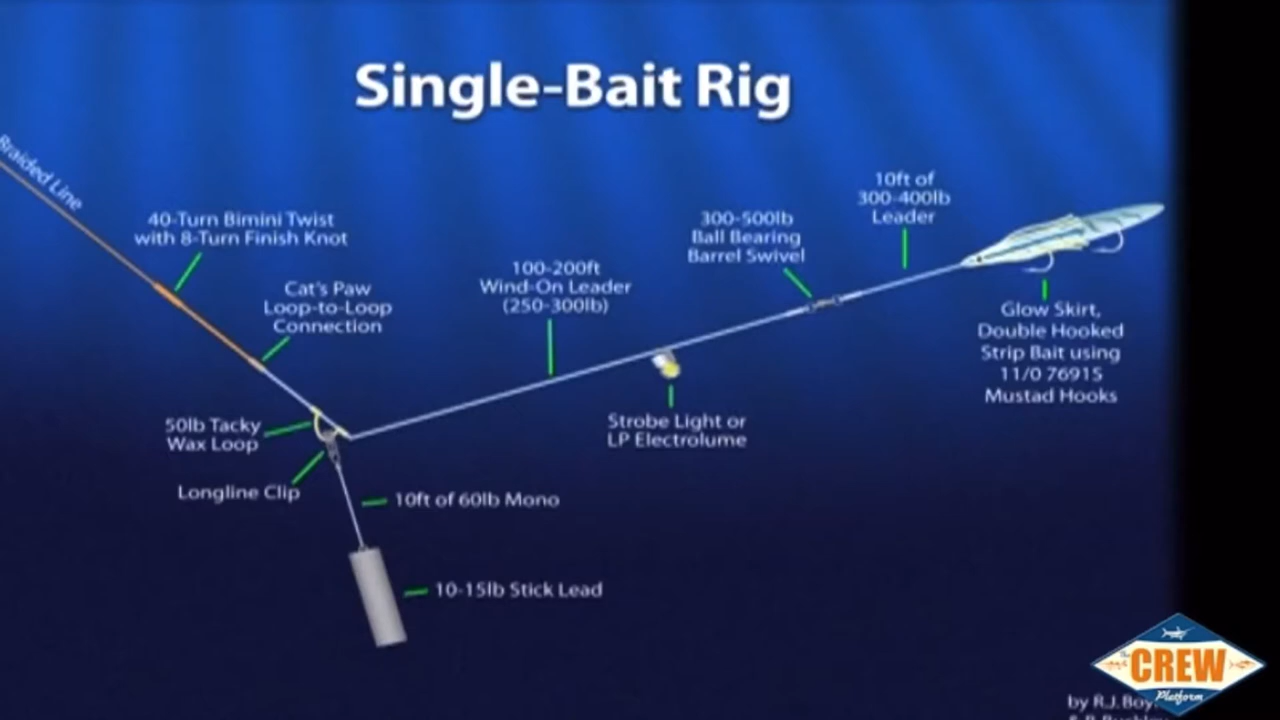 Single-Bait Rig
Braided Line
40-Turn Bimini Twist
with 8-Turn Finish Knot
Cat's Paw
Loop-to-Loop
Connection
100-200ft
Wind-On Leader
(250-300lb)
300-500lb
Ball Bearing
Barrel Swivel
10ft of
300-400lb
Leader
Glow Skirt,
Double Hooked
Strip Bait using
11/0 76915
Mustad Hooks
Strobe Light or
LP Electrolume
50lb Tacky
Wax Loop
Longline Clip
10ft of 60lb Mono
10-15lb Stick Lead
The
CREW
Platform
by R.J.